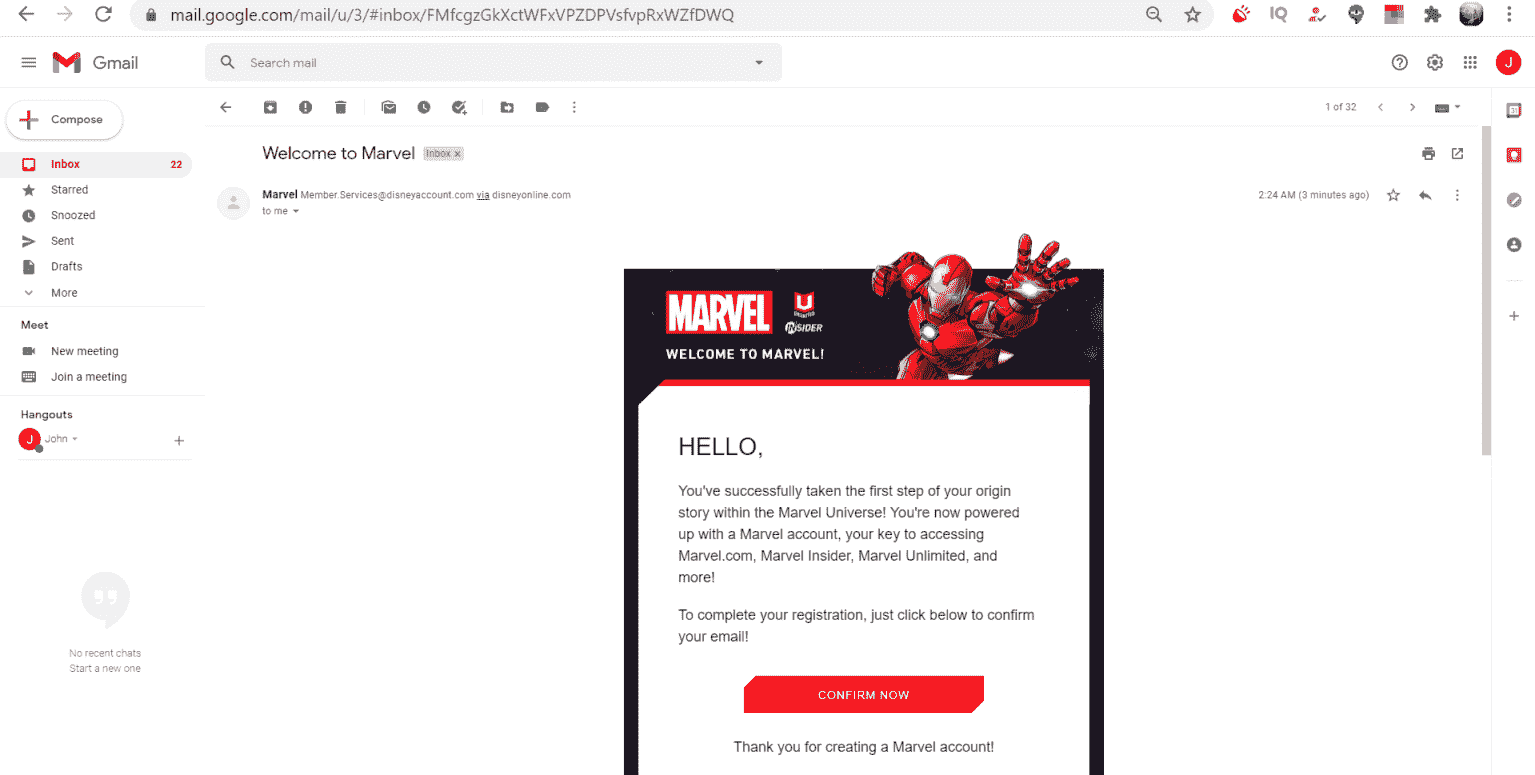 mail.google.com/mail/u/3/#inbox/FMfcgzGkXctWFxVPZDPVsfvpRxWZfDWQ
IQ
Gmail
Search mail
J
Compose
1 of 32
31
Inbox 22
Starred
Snoozed
Sent
Drafts
More
Meet
New meeting
Join a meeting
Hangouts
J John
No recent chats
Start a new one
Welcome to Marvel Inbox x
Marvel Member.Services@disneyaccount.com via disneyonline.com
2:24 AM (3 minutes ago)
to me
MARVEL
U
UNLIMITED
INSIDER
WELCOME TO MARVEL!
HELLO,
You've successfully taken the first step of your origin
story within the Marvel Universe! You're now powered
up with a Marvel account, your key to accessing
Marvel.com, Marvel Insider, Marvel Unlimited, and
more!
To complete your registration, just click below to confirm
your email!
CONFIRM NOW
Thank you for creating a Marvel account!